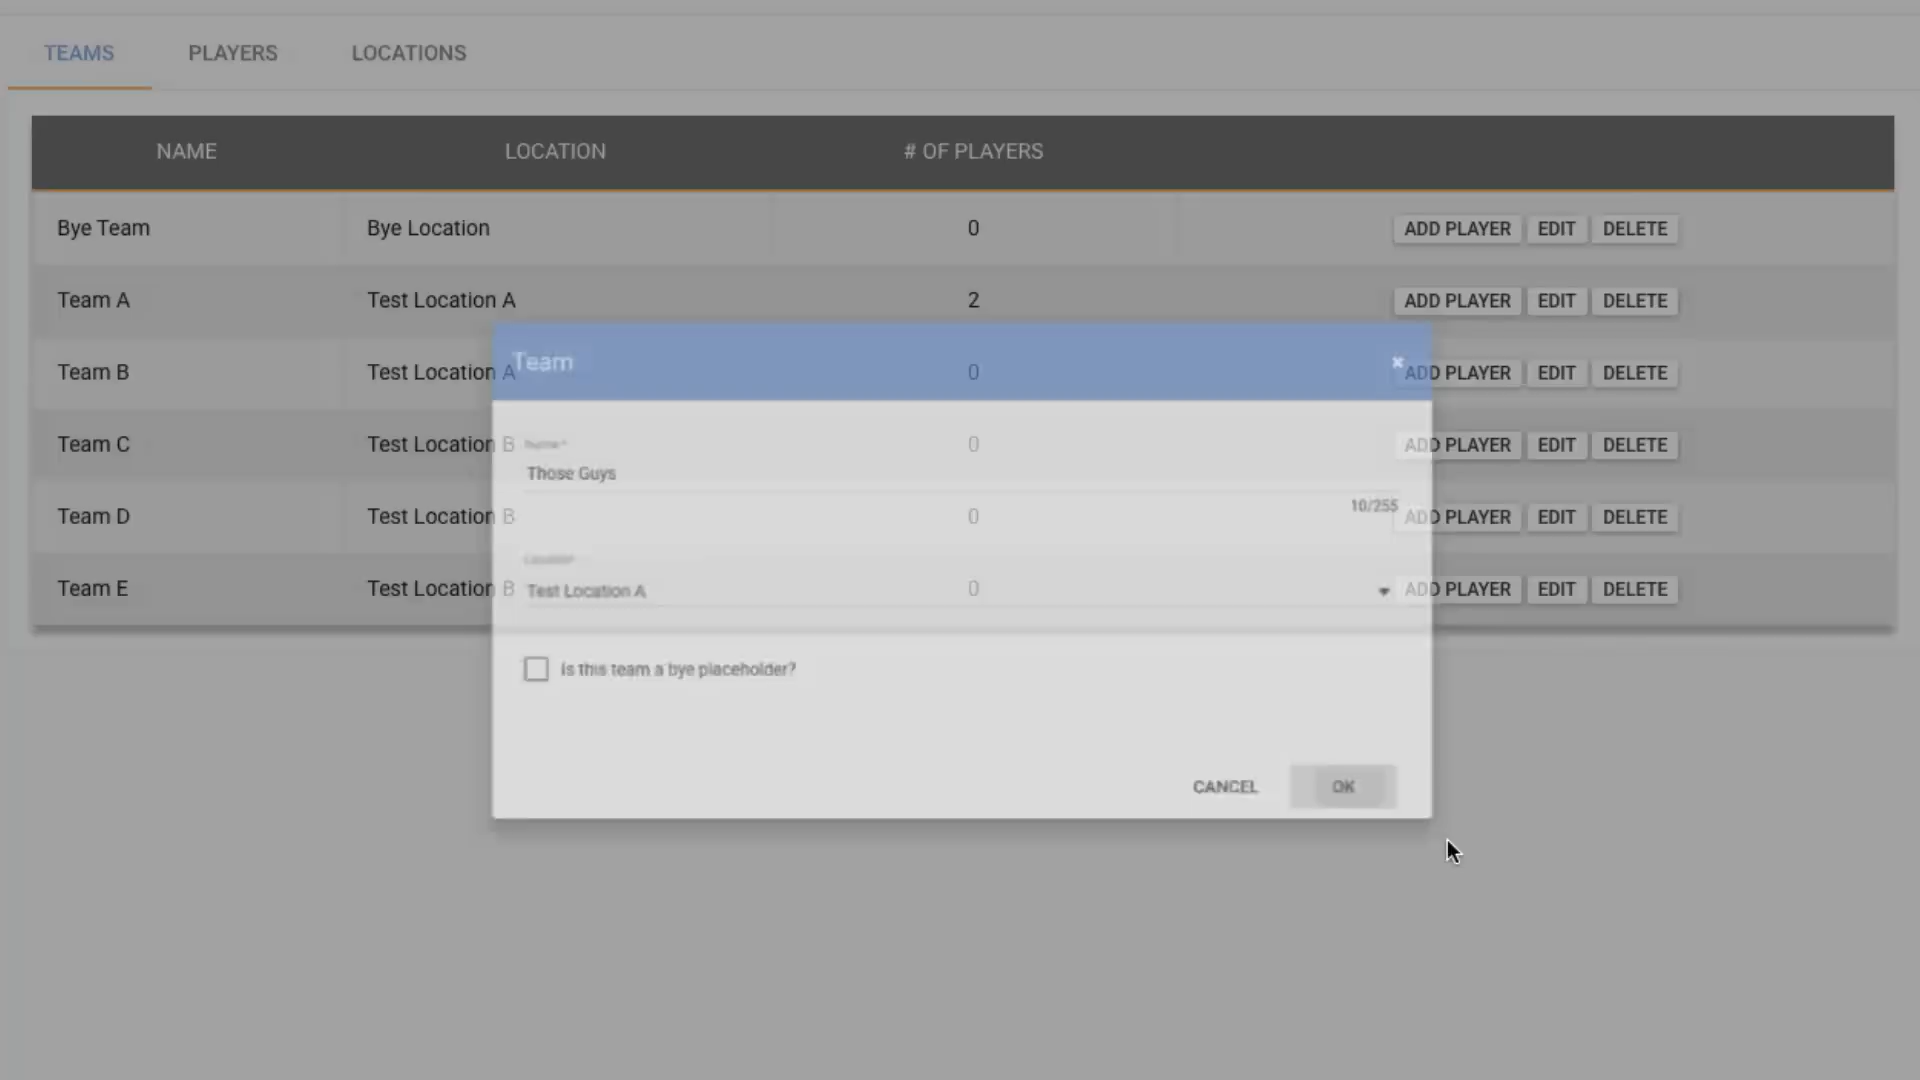 TEAMS PLAYERS LOCATIONS
NAME LOCATION # OF PLAYERS
Bye Team Bye Location 0 ADD PLAYER EDIT DELETE
Team A Test Location A 2 ADD PLAYER EDIT DELETE
Team B Test Location A 0 ADD PLAYER EDIT DELETE
Team C Test Location B 0 ADD PLAYER EDIT DELETE
Team D Test Location B 0 ADD PLAYER EDIT DELETE
Team E Test Location B 0 ADD PLAYER EDIT DELETE
Team
Name*
Those Guys
10/255
Location*
Test Location A
Is this team a bye placeholder?
CANCEL OK